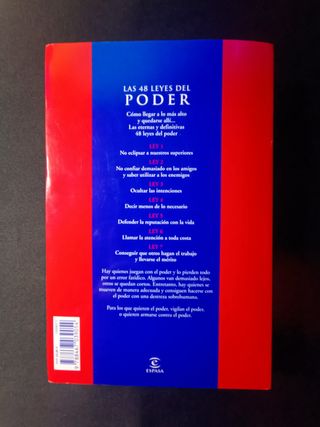 LAS 48 LEYES DEL
PODER
Cómo llegar a lo más alto
y quedarse allí...
Las eternas y definitivas
48 leyes del poder
LEY 1
No eclipsar a nuestros superiores
LEY 2
No confiar demasiado en los amigos
y saber utilizar a los enemigos
LEY 3
Ocultar las intenciones
LEY 4
Decir menos de lo necesario
LEY 5
Defender la reputación con la vida
LEY 6
Llamar la atención a toda costa
LEY 7
Conseguir que otros hagan el trabajo
y llevarse el mérito
Hay quienes juegan con el poder y lo pierden todo
por un error fatídico. Algunos van demasiado lejos,
otros se quedan cortos. Entretanto, hay quienes se
mueven de manera adecuada y consiguen hacerse con
el poder con una destreza sobrehumana.
Para los que quieren el poder, vigilan el poder,
o quieren armarse contra el poder.
ESPASA